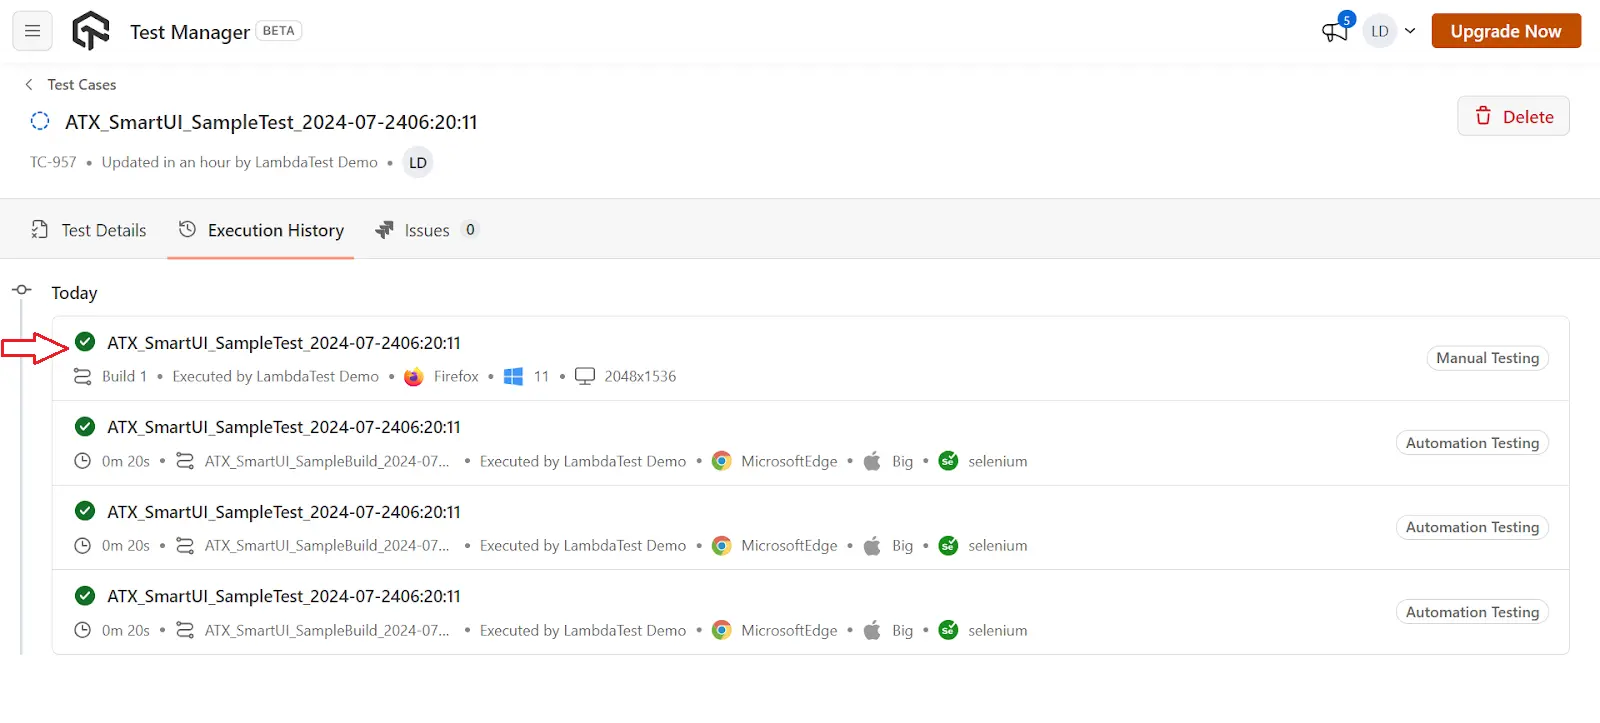 Test Manager BETA
5
LD
Upgrade Now
Test Cases
ATX_SmartUI_SampleTest_2024-07-2406:20:11
Delete
TC-957 • Updated in an hour by LambdaTest Demo • LD
Test Details
Execution History
Issues 0
Today
ATX_SmartUI_SampleTest_2024-07-2406:20:11
Manual Testing
Build 1 • Executed by LambdaTest Demo • Firefox • 11 • 2048x1536
ATX_SmartUI_SampleTest_2024-07-2406:20:11
Automation Testing
0m 20s • ATX_SmartUI_SampleBuild_2024-07... • Executed by LambdaTest Demo • MicrosoftEdge • Big • Se selenium
ATX_SmartUI_SampleTest_2024-07-2406:20:11
Automation Testing
0m 20s • ATX_SmartUI_SampleBuild_2024-07... • Executed by LambdaTest Demo • MicrosoftEdge • Big • Se selenium
ATX_SmartUI_SampleTest_2024-07-2406:20:11
Automation Testing
0m 20s • ATX_SmartUI_SampleBuild_2024-07... • Executed by LambdaTest Demo • MicrosoftEdge • Big • Se selenium